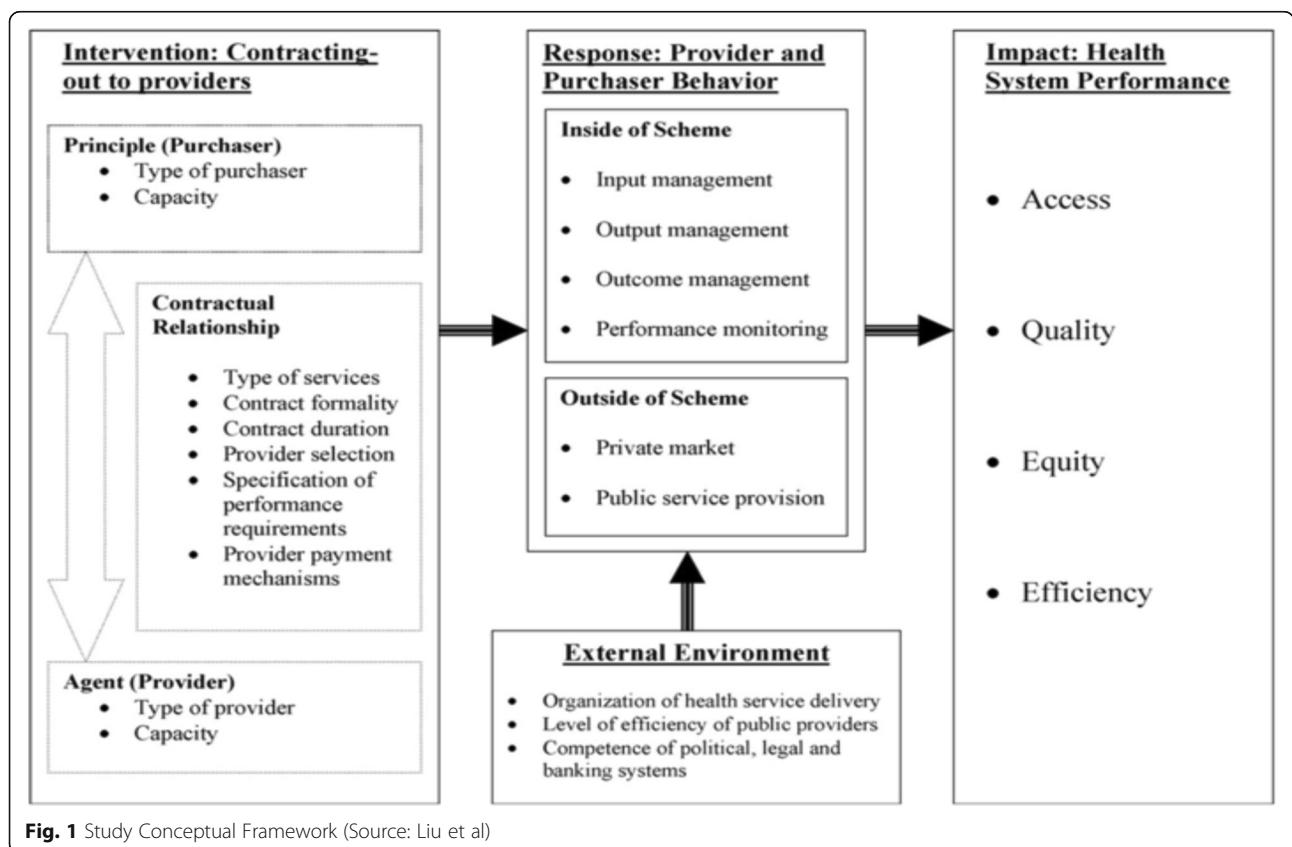 Intervention: Contracting-
out to providers
Principle (Purchaser)
• Type of purchaser
• Capacity
Contractual
Relationship
• Type of services
• Contract formality
• Contract duration
• Provider selection
• Specification of
performance
requirements
• Provider payment
mechanisms
Agent (Provider)
• Type of provider
• Capacity
Response: Provider and
Purchaser Behavior
Inside of Scheme
• Input management
• Output management
• Outcome management
• Performance monitoring
Outside of Scheme
• Private market
• Public service provision
External Environment
• Organization of health service delivery
• Level of efficiency of public providers
• Competence of political, legal and
banking systems
Impact: Health
System Performance
• Access
• Quality
• Equity
• Efficiency
Fig. 1 Study Conceptual Framework (Source: Liu et al)